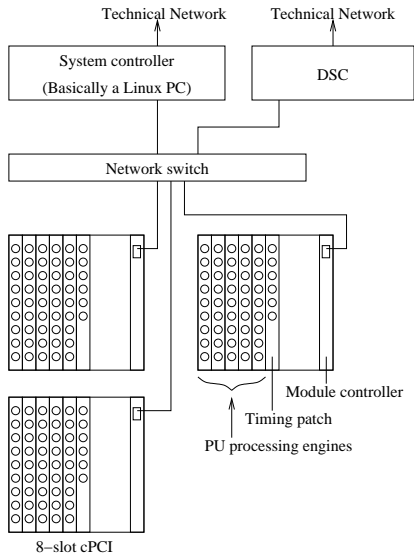 Technical Network
Technical Network
System controller
(Basically a Linux PC)
DSC
Network switch
Module controller
Timing patch
PU processing engines
8−slot cPCI